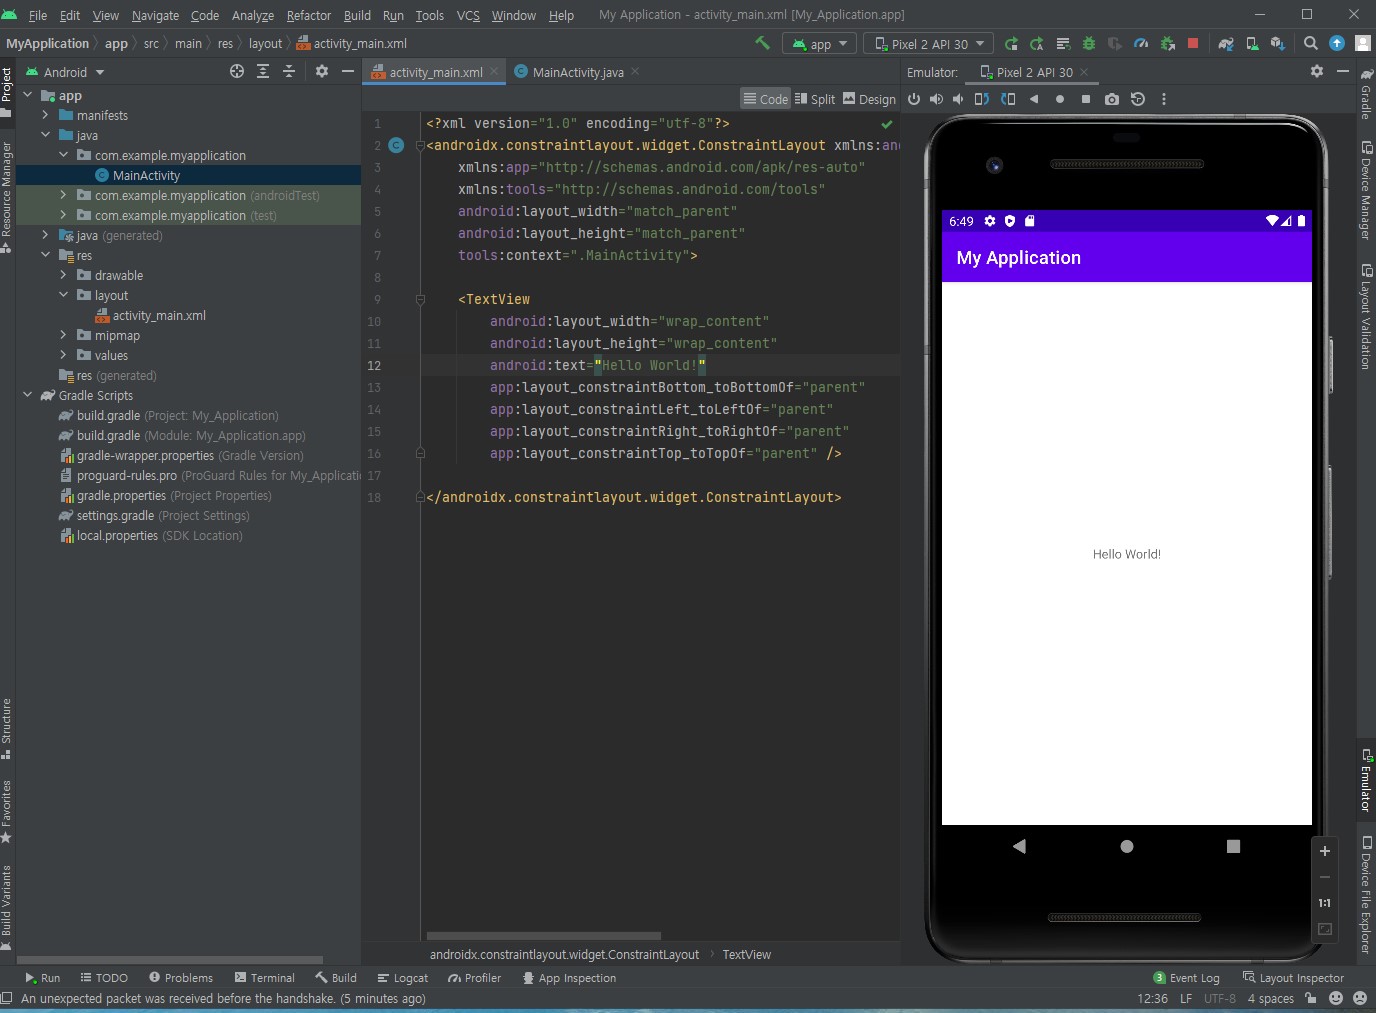 File Edit View Navigate Code Analyze Refactor Build Run Tools VCS Window Help My Application - activity_main.xml [My_Application.app]
MyApplication app src main res layout activity_main.xml app Pixel 2 API 30
Project
Resource Manager
Structure
Favorites
Build Variants
Android
app
manifests
java
com.example.myapplication
MainActivity
com.example.myapplication (androidTest)
com.example.myapplication (test)
java (generated)
res
drawable
layout
activity_main.xml
mipmap
values
res (generated)
Gradle Scripts
build.gradle (Project: My_Application)
build.gradle (Module: My_Application.app)
gradle-wrapper.properties (Gradle Version)
proguard-rules.pro (ProGuard Rules for My_Applicati
gradle.properties (Project Properties)
settings.gradle (Project Settings)
local.properties (SDK Location)
activity_main.xml MainActivity.java
Code Split Design
1 <?xml version="1.0" encoding="utf-8"?>
2 <androidx.constraintlayout.widget.ConstraintLayout xmlns:an
3 xmlns:app="http://schemas.android.com/apk/res-auto"
4 xmlns:tools="http://schemas.android.com/tools"
5 android:layout_width="match_parent"
6 android:layout_height="match_parent"
7 tools:context=".MainActivity">
8
9 <TextView
10 android:layout_width="wrap_content"
11 android:layout_height="wrap_content"
12 android:text="Hello World!"
13 app:layout_constraintBottom_toBottomOf="parent"
14 app:layout_constraintLeft_toLeftOf="parent"
15 app:layout_constraintRight_toRightOf="parent"
16 app:layout_constraintTop_toTopOf="parent" />
17
18 </androidx.constraintlayout.widget.ConstraintLayout>
androidx.constraintlayout.widget.ConstraintLayout TextView
Emulator: Pixel 2 API 30
6:49
My Application
Hello World!
1:1
Gradle
Device Manager
Layout Validation
Emulator
Device File Explorer
Run TODO Problems Terminal Build Logcat Profiler App Inspection 3 Event Log Layout Inspector
An unexpected packet was received before the handshake. (5 minutes ago) 12:36 LF UTF-8 4 spaces